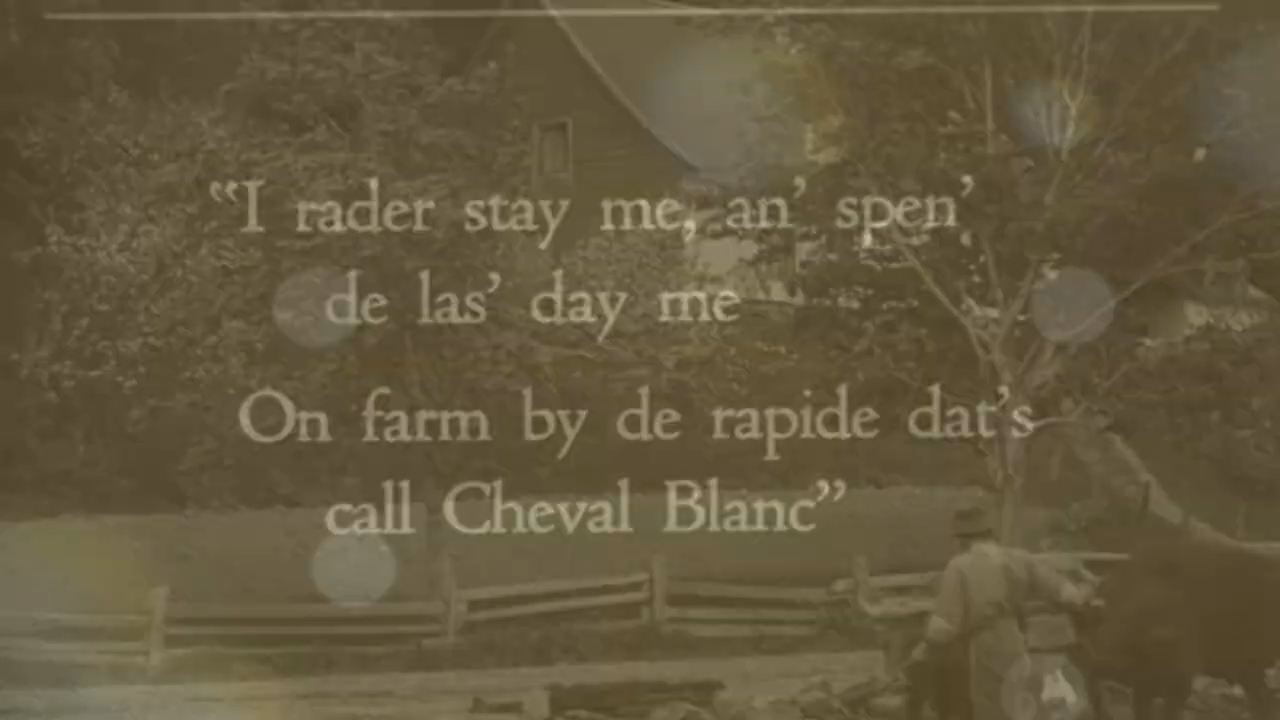 “I rader stay me, an’ spen’
de las’ day me
On farm by de rapide dat’s
call Cheval Blanc”